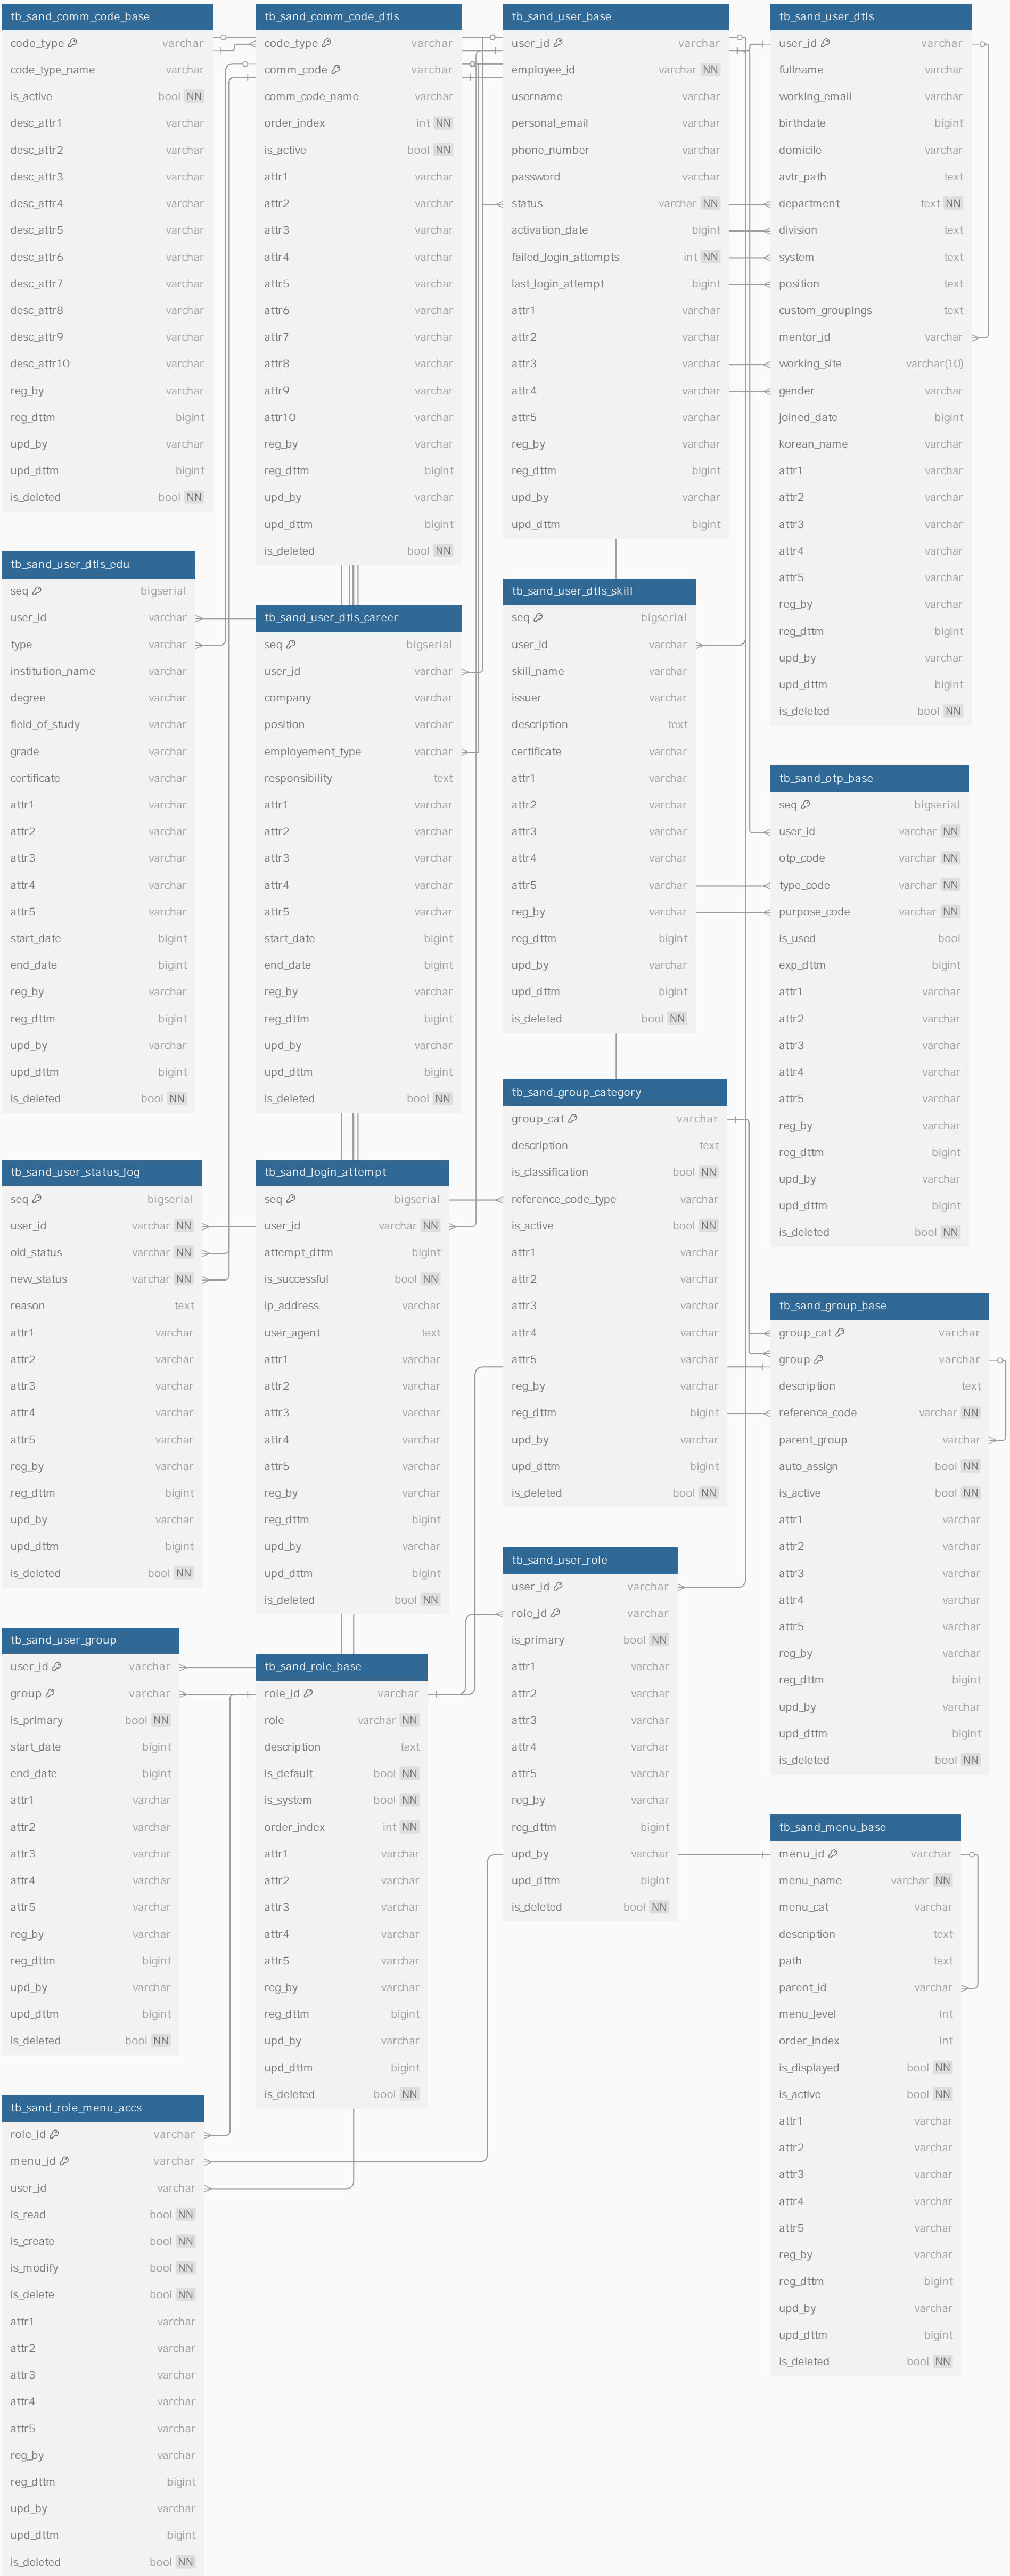 tb_sand_comm_code_base
code_type varchar
code_type_name varchar
is_active bool NN
desc_attr1 varchar
desc_attr2 varchar
desc_attr3 varchar
desc_attr4 varchar
desc_attr5 varchar
desc_attr6 varchar
desc_attr7 varchar
desc_attr8 varchar
desc_attr9 varchar
desc_attr10 varchar
reg_by varchar
reg_dttm bigint
upd_by varchar
upd_dttm bigint
is_deleted bool NN
tb_sand_comm_code_dtls
code_type varchar
comm_code varchar
comm_code_name varchar
order_index int NN
is_active bool NN
attr1 varchar
attr2 varchar
attr3 varchar
attr4 varchar
attr5 varchar
attr6 varchar
attr7 varchar
attr8 varchar
attr9 varchar
attr10 varchar
reg_by varchar
reg_dttm bigint
upd_by varchar
upd_dttm bigint
is_deleted bool NN
tb_sand_user_base
user_id varchar
employee_id varchar NN
username varchar
personal_email varchar
phone_number varchar
password varchar
status varchar NN
activation_date bigint
failed_login_attempts int NN
last_login_attempt bigint
attr1 varchar
attr2 varchar
attr3 varchar
attr4 varchar
attr5 varchar
reg_by varchar
reg_dttm bigint
upd_by varchar
upd_dttm bigint
tb_sand_user_dtls
user_id varchar
fullname varchar
working_email varchar
birthdate bigint
domicile varchar
avtr_path text
department text NN
division text
system text
position text
custom_groupings text
mentor_id varchar
working_site varchar(10)
gender varchar
joined_date bigint
korean_name varchar
attr1 varchar
attr2 varchar
attr3 varchar
attr4 varchar
attr5 varchar
reg_by varchar
reg_dttm bigint
upd_by varchar
upd_dttm bigint
is_deleted bool NN
tb_sand_user_dtls_edu
seq bigserial
user_id varchar
type varchar
institution_name varchar
degree varchar
field_of_study varchar
grade varchar
certificate varchar
attr1 varchar
attr2 varchar
attr3 varchar
attr4 varchar
attr5 varchar
start_date bigint
end_date bigint
reg_by varchar
reg_dttm bigint
upd_by varchar
upd_dttm bigint
is_deleted bool NN
tb_sand_user_dtls_career
seq bigserial
user_id varchar
company varchar
position varchar
employement_type varchar
responsibility text
attr1 varchar
attr2 varchar
attr3 varchar
attr4 varchar
attr5 varchar
start_date bigint
end_date bigint
reg_by varchar
reg_dttm bigint
upd_by varchar
upd_dttm bigint
is_deleted bool NN
tb_sand_user_dtls_skill
seq bigserial
user_id varchar
skill_name varchar
issuer varchar
description text
certificate varchar
attr1 varchar
attr2 varchar
attr3 varchar
attr4 varchar
attr5 varchar
reg_by varchar
reg_dttm bigint
upd_by varchar
upd_dttm bigint
is_deleted bool NN
tb_sand_otp_base
seq bigserial
user_id varchar NN
otp_code varchar NN
type_code varchar NN
purpose_code varchar NN
is_used bool
exp_dttm bigint
attr1 varchar
attr2 varchar
attr3 varchar
attr4 varchar
attr5 varchar
reg_by varchar
reg_dttm bigint
upd_by varchar
upd_dttm bigint
is_deleted bool NN
tb_sand_user_status_log
seq bigserial
user_id varchar NN
old_status varchar NN
new_status varchar NN
reason text
attr1 varchar
attr2 varchar
attr3 varchar
attr4 varchar
attr5 varchar
reg_by varchar
reg_dttm bigint
upd_by varchar
upd_dttm bigint
is_deleted bool NN
tb_sand_login_attempt
seq bigserial
user_id varchar NN
attempt_dttm bigint
is_successful bool NN
ip_address varchar
user_agent text
attr1 varchar
attr2 varchar
attr3 varchar
attr4 varchar
attr5 varchar
reg_by varchar
reg_dttm bigint
upd_by varchar
upd_dttm bigint
is_deleted bool NN
tb_sand_group_category
group_cat varchar
description text
is_classification bool NN
reference_code_type varchar
is_active bool NN
attr1 varchar
attr2 varchar
attr3 varchar
attr4 varchar
attr5 varchar
reg_by varchar
reg_dttm bigint
upd_by varchar
upd_dttm bigint
is_deleted bool NN
tb_sand_group_base
group_cat varchar
group varchar
description text
reference_code varchar NN
parent_group varchar
auto_assign bool NN
is_active bool NN
attr1 varchar
attr2 varchar
attr3 varchar
attr4 varchar
attr5 varchar
reg_by varchar
reg_dttm bigint
upd_by varchar
upd_dttm bigint
is_deleted bool NN
tb_sand_user_group
user_id varchar
group varchar
is_primary bool NN
start_date bigint
end_date bigint
attr1 varchar
attr2 varchar
attr3 varchar
attr4 varchar
attr5 varchar
reg_by varchar
reg_dttm bigint
upd_by varchar
upd_dttm bigint
is_deleted bool NN
tb_sand_role_base
role_id varchar
role varchar NN
description text
is_default bool NN
is_system bool NN
order_index int NN
attr1 varchar
attr2 varchar
attr3 varchar
attr4 varchar
attr5 varchar
reg_by varchar
reg_dttm bigint
upd_by varchar
upd_dttm bigint
is_deleted bool NN
tb_sand_user_role
user_id varchar
role_id varchar
is_primary bool NN
attr1 varchar
attr2 varchar
attr3 varchar
attr4 varchar
attr5 varchar
reg_by varchar
reg_dttm bigint
upd_by varchar
upd_dttm bigint
is_deleted bool NN
tb_sand_menu_base
menu_id varchar
menu_name varchar NN
menu_cat varchar
description text
path text
parent_id varchar
menu_level int
order_index int
is_displayed bool NN
is_active bool NN
attr1 varchar
attr2 varchar
attr3 varchar
attr4 varchar
attr5 varchar
reg_by varchar
reg_dttm bigint
upd_by varchar
upd_dttm bigint
is_deleted bool NN
tb_sand_role_menu_accs
role_id varchar
menu_id varchar
user_id varchar
is_read bool NN
is_create bool NN
is_modify bool NN
is_delete bool NN
attr1 varchar
attr2 varchar
attr3 varchar
attr4 varchar
attr5 varchar
reg_by varchar
reg_dttm bigint
upd_by varchar
upd_dttm bigint
is_deleted bool NN